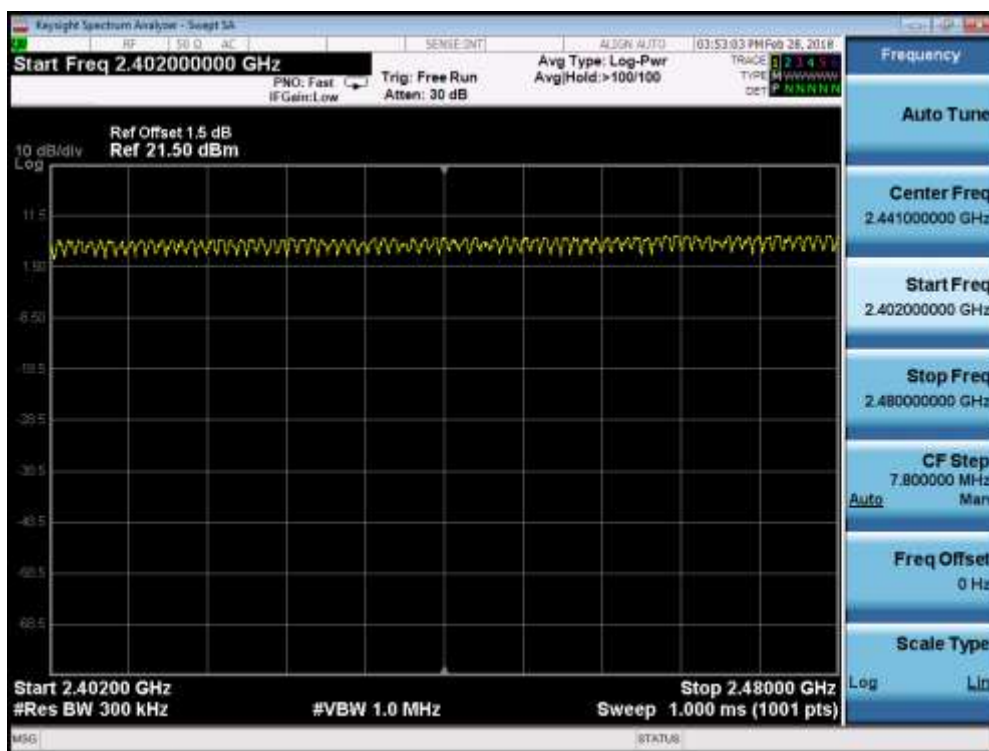 Keysight Spectrum Analyzer - Swept SA
RF 50 Ω AC SENSE:INT ALIGN AUTO 03:53:03 PM Feb 28, 2018
Start Freq 2.402000000 GHz
PNO: Fast
IFGain:Low
Trig: Free Run
Atten: 30 dB
Avg Type: Log-Pwr
Avg|Hold:>100/100
TRACE 1 2 3 4 5 6
TYPE M WWWWW
DET P N N N N N
Ref Offset 1.5 dB
10 dB/div Ref 21.50 dBm
Log
11.5
1.50
-8.50
-18.5
-28.5
-38.5
-48.5
-58.5
-68.5
Start 2.40200 GHz Stop 2.48000 GHz
#Res BW 300 kHz #VBW 1.0 MHz Sweep 1.000 ms (1001 pts)
MSG STATUS
Frequency
Auto Tune
Center Freq
2.441000000 GHz
Start Freq
2.402000000 GHz
Stop Freq
2.480000000 GHz
CF Step
7.800000 MHz
Auto Man
Freq Offset
0 Hz
Scale Type
Log Lin